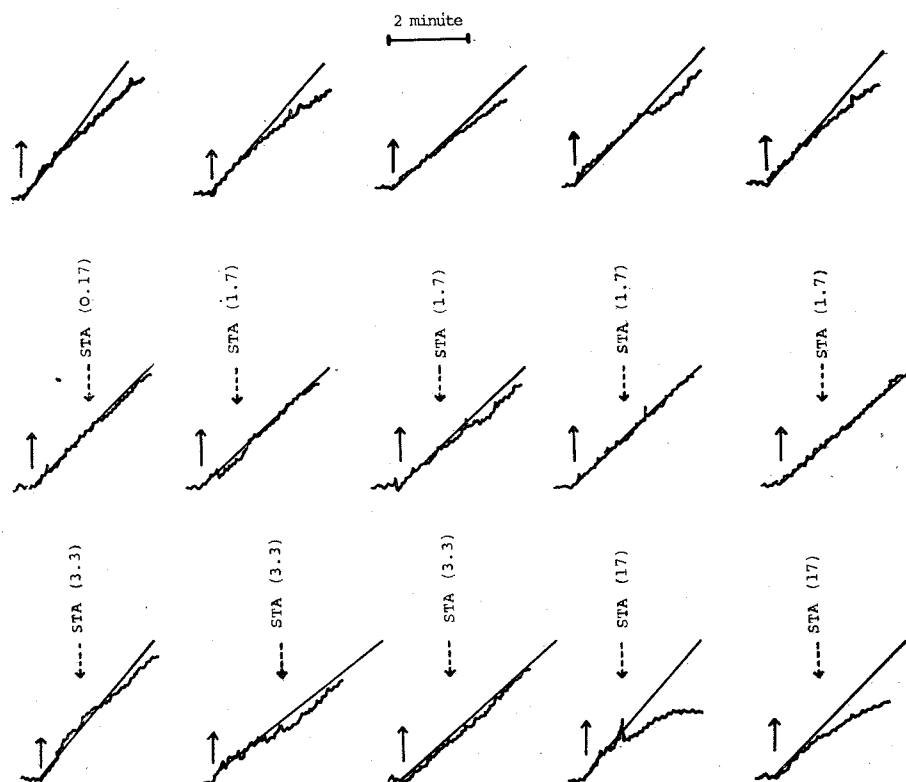 2 minute
STA (0.17)
STA (1.7)
STA (1.7)
STA (1.7)
STA (1.7)
STA (3.3)
STA (3.3)
STA (3.3)
STA (17)
STA (17)